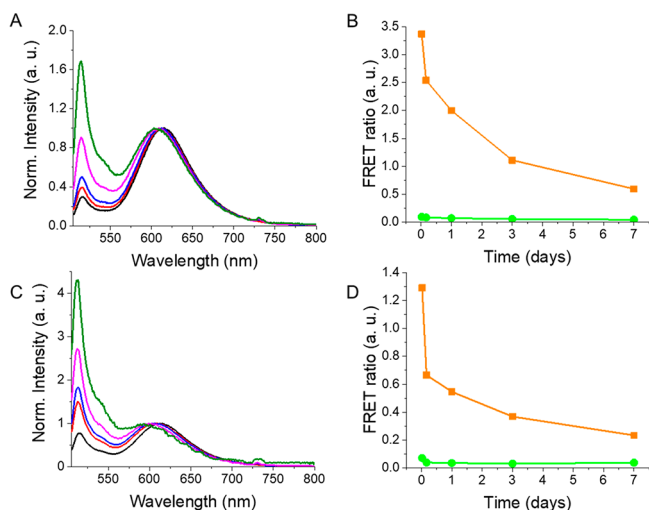 A
Norm. Intensity (a. u.)
2.0
1.6
1.2
0.8
0.4
0.0
550 600 650 700 750 800
Wavelength (nm)
B
FRET ratio (a. u.)
3.5
3.0
2.5
2.0
1.5
1.0
0.5
0.0
0 1 2 3 4 5 6 7
Time (days)
C
Norm. Intensity (a. u.)
4
3
2
1
0
550 600 650 700 750 800
Wavelength (nm)
D
FRET ratio (a. u.)
1.4
1.2
1.0
0.8
0.6
0.4
0.2
0.0
0 1 2 3 4 5 6 7
Time (days)